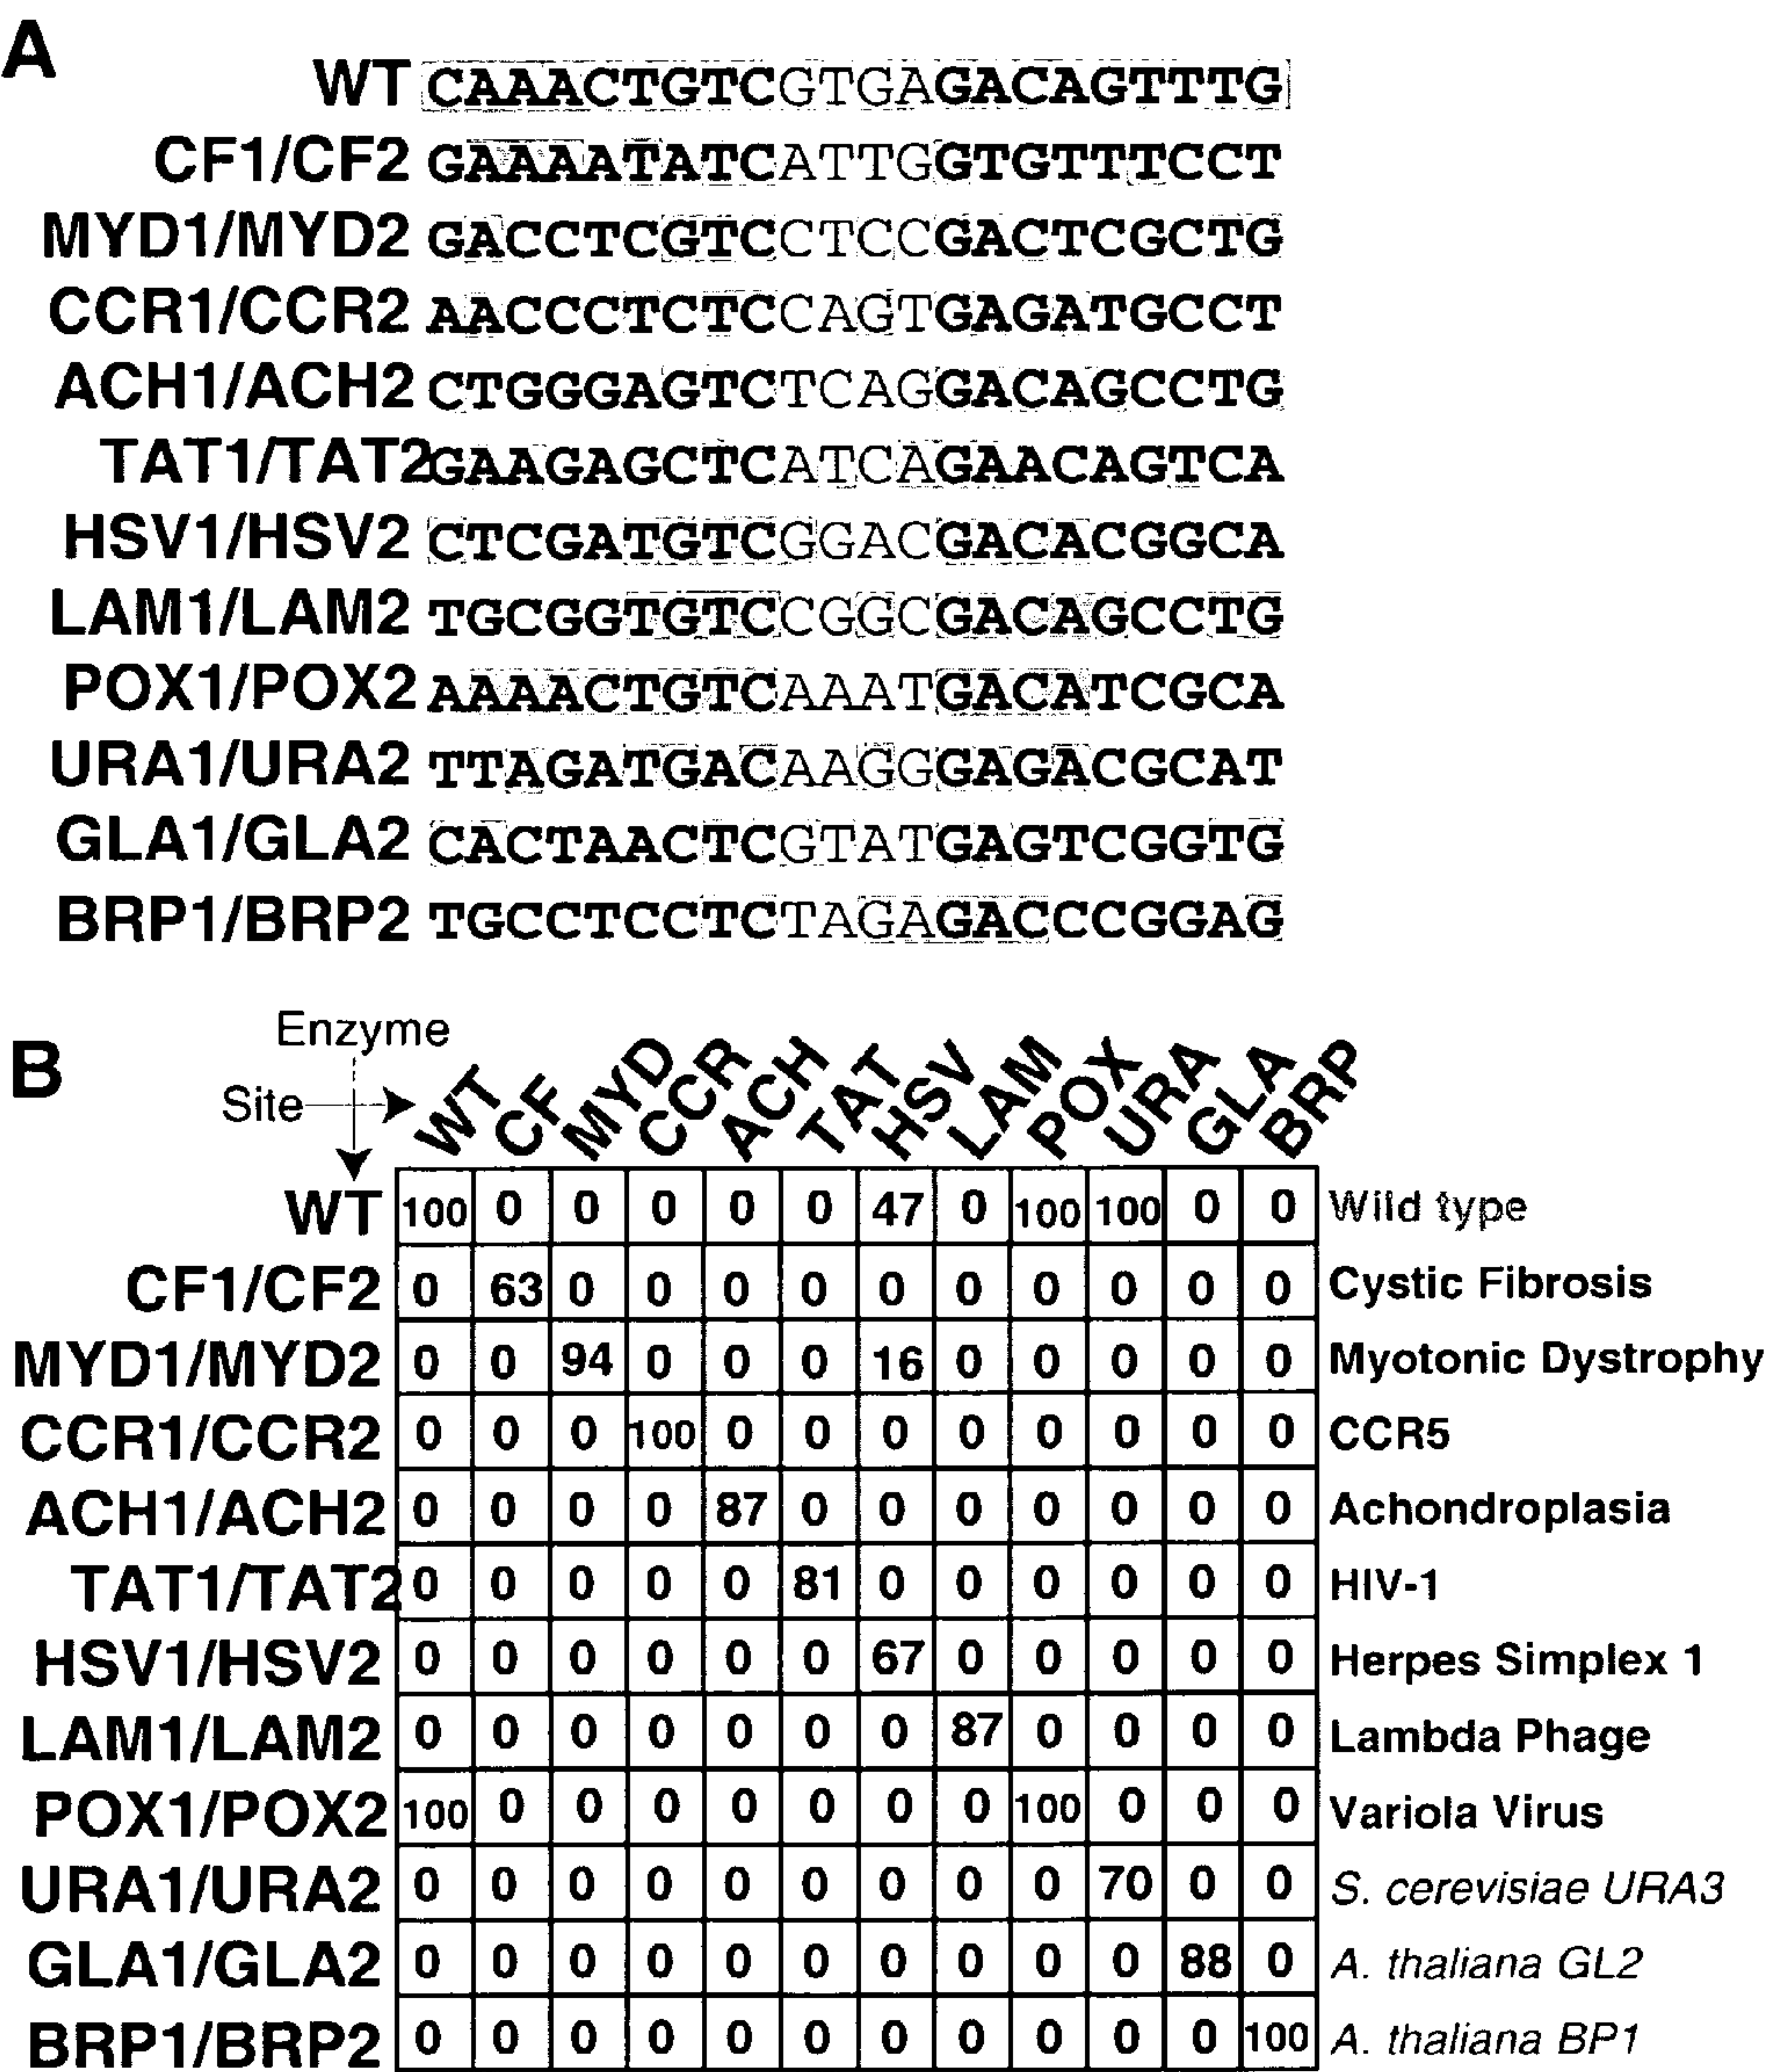 A
WT CAAACTGTCGTGAGACAGTTTG
CF1/CF2 GAAAATATCATTGGTGTTTCCT
MYD1/MYD2 GACCTCGTCCTCCGACTCGCTG
CCR1/CCR2 AACCCTCTCCAGTGAGATGCCT
ACH1/ACH2 CTGGGAGTCTCAGGACAGCCTG
TAT1/TAT2 GAAGAGCTCATCAGAACAGTCA
HSV1/HSV2 CTCGATGTCGGACGACACGGCA
LAM1/LAM2 TGCGGTGTCCGGCGACAGCCTG
POX1/POX2 AAAACTGTCAAATGACATCGCA
URA1/URA2 TTAGATGACAAGGGAGACGCAT
GLA1/GLA2 CACTAACTCGTATGAGTCGGTG
BRP1/BRP2 TGCCTCCTCTAGAGACCCGGAG
B
Enzyme
Site
WT CF MYD CCR ACH TAT HSV LAM POX URA GLA BRP
WT 100 0 0 0 0 0 47 0 100 100 0 0 Wild type
CF1/CF2 0 63 0 0 0 0 0 0 0 0 0 0 Cystic Fibrosis
MYD1/MYD2 0 0 94 0 0 0 16 0 0 0 0 0 Myotonic Dystrophy
CCR1/CCR2 0 0 0 100 0 0 0 0 0 0 0 0 CCR5
ACH1/ACH2 0 0 0 0 87 0 0 0 0 0 0 0 Achondroplasia
TAT1/TAT2 0 0 0 0 0 81 0 0 0 0 0 0 HIV-1
HSV1/HSV2 0 0 0 0 0 0 67 0 0 0 0 0 Herpes Simplex 1
LAM1/LAM2 0 0 0 0 0 0 0 87 0 0 0 0 Lambda Phage
POX1/POX2 100 0 0 0 0 0 0 0 100 0 0 0 Variola Virus
URA1/URA2 0 0 0 0 0 0 0 0 0 70 0 0 S. cerevisiae URA3
GLA1/GLA2 0 0 0 0 0 0 0 0 0 0 88 0 A. thaliana GL2
BRP1/BRP2 0 0 0 0 0 0 0 0 0 0 0 100 A. thaliana BP1